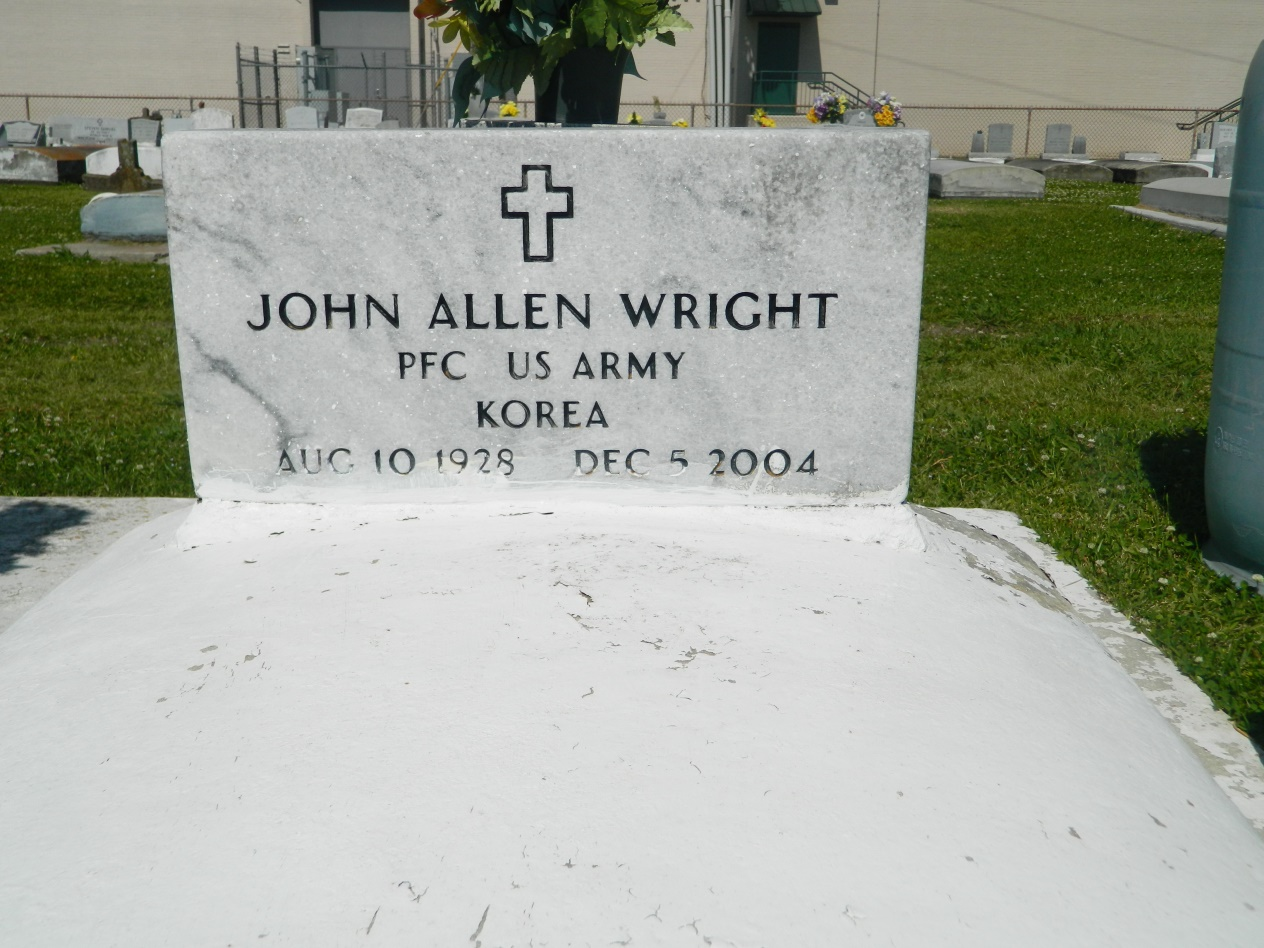 JOHN ALLEN WRIGHT
PFC US ARMY
KOREA
AUG 10 1928 DEC 5 2004